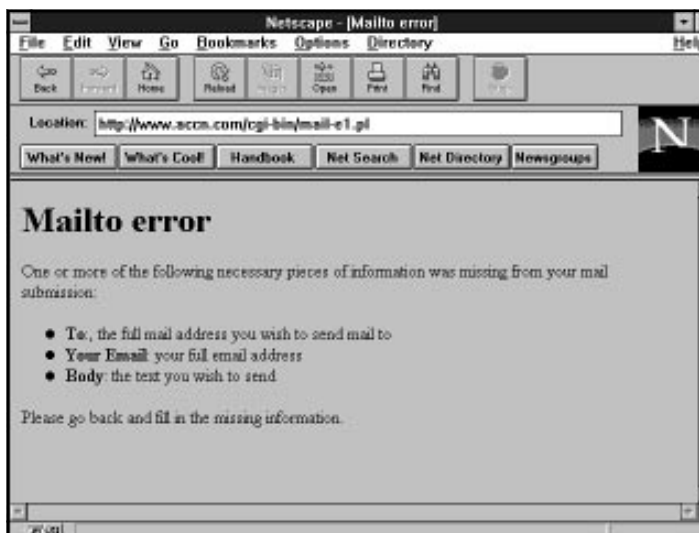 Netscape - [Mailto error]
File Edit View Go Bookmarks Options Directory Hel
Back Forward Home Reload Open Print Find
Location: http://www.accn.com/cgi-bin/mail-e1.pl
What's New! What's Cool! Handbook Net Search Net Directory Newsgroups
N
Mailto error
One or more of the following necessary pieces of information was missing from your mail
submission:
To:, the full mail address you wish to send mail to
Your Email: your full email address
Body: the text you wish to send
Please go back and fill in the missing information.